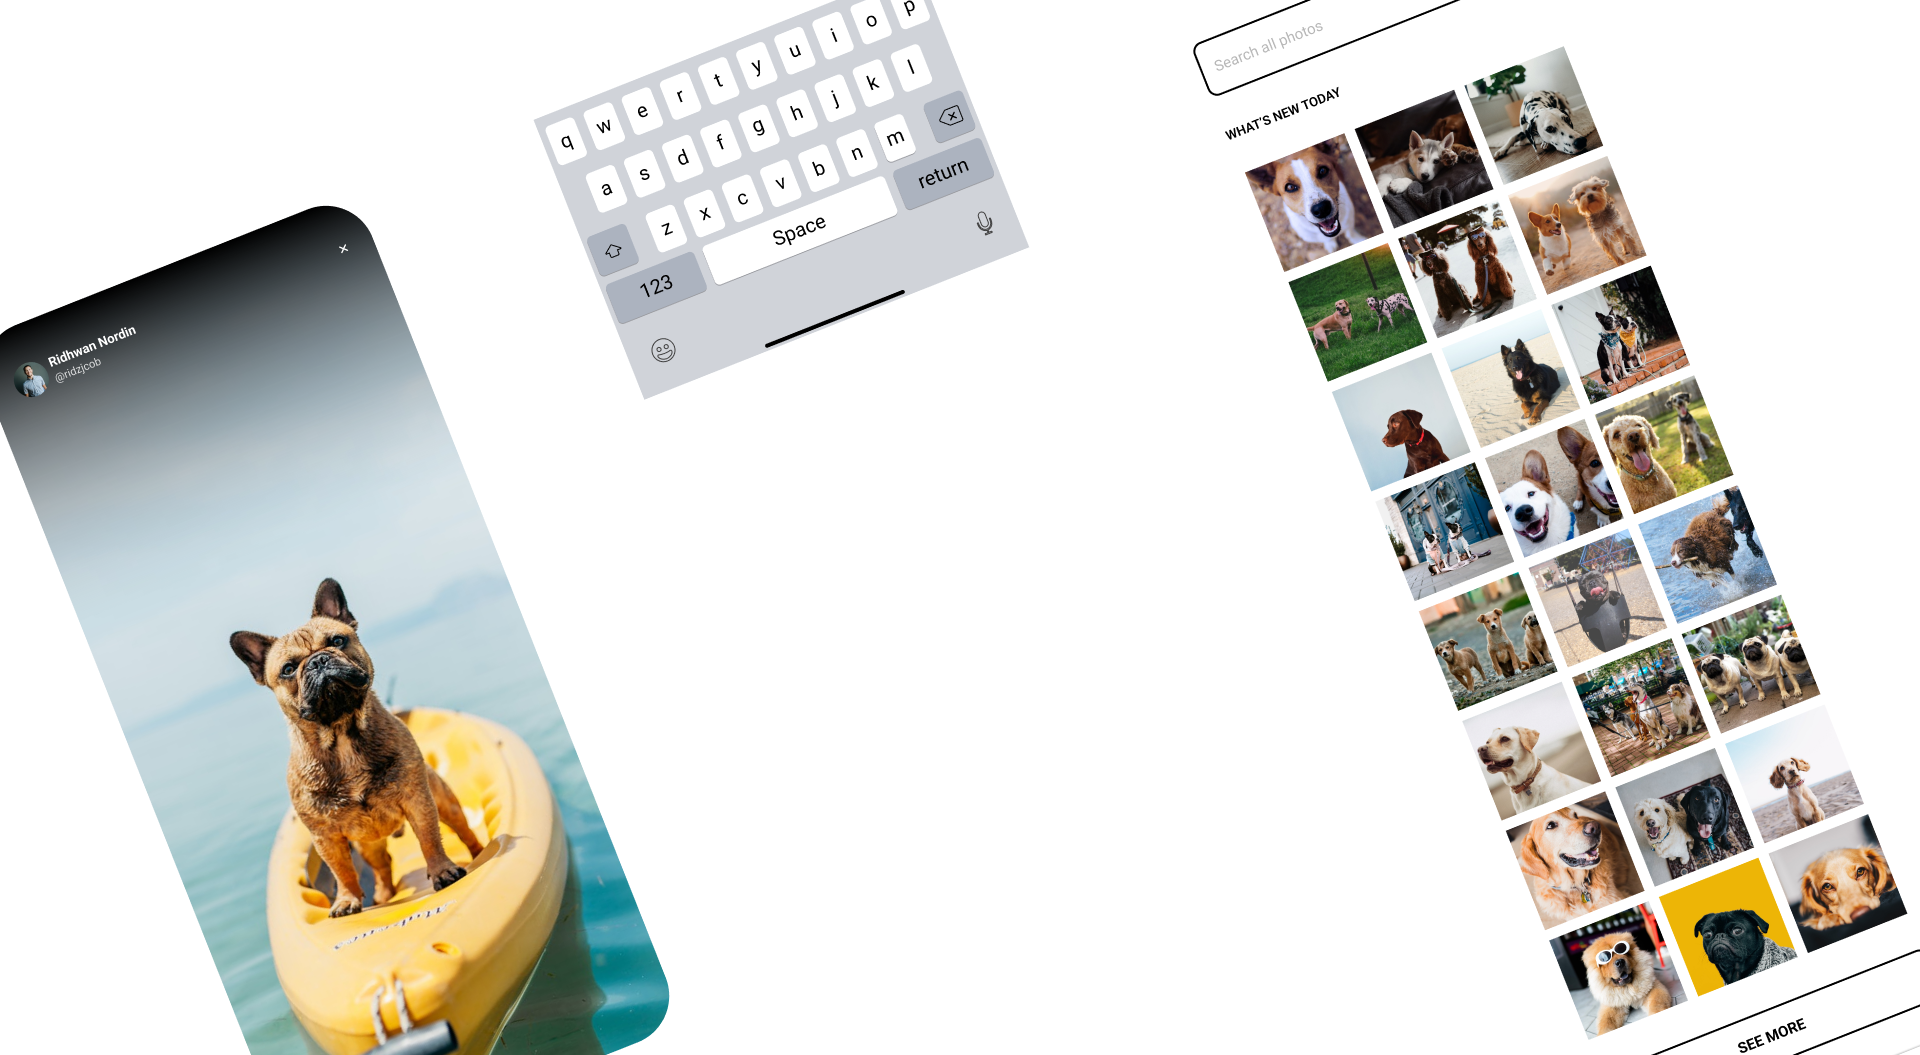 Ridhwan Nordin
@ridzjcob
q w e r t y u i o p
a s d f g h j k l
z x c v b n m
123 Space return
Search all photos
WHAT'S NEW TODAY
SEE MORE